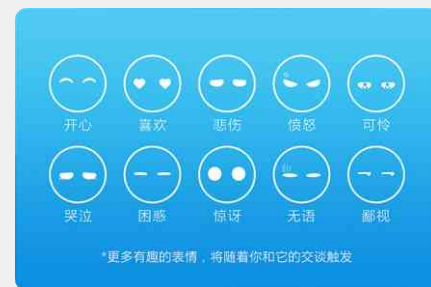 开心 喜欢 悲伤 愤怒 可怜
哭泣 困惑 惊讶 无语 鄙视
*更多有趣的表情，将随着你和它的交谈触发